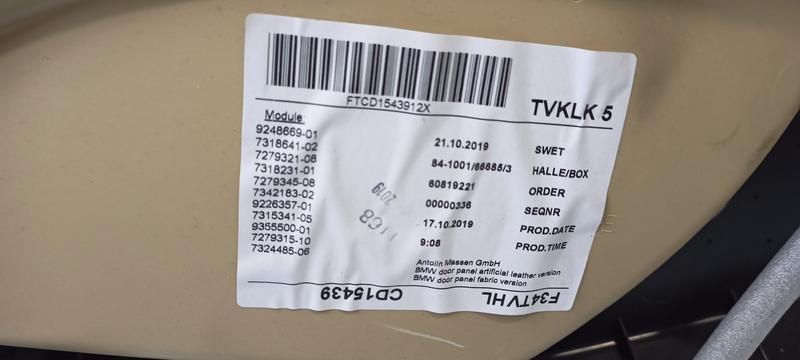 FTCD1543912X
TVKLK 5
Module:
9248669-01
7318641-02
7279321-08
7318231-01
7279345-08
7342183-02
9226357-01
7315341-05
9355500-01
7279315-10
7324485-06
21.10.2019 SWET
84-1001/66685/3 HALLE/BOX
60819221 ORDER
00000336 SEQNR
17.10.2019 PROD.DATE
9:08 PROD.TIME
1168
2019
Antolin Massen GmbH
BMW door panel artificial leather version
BMW door panel fabric version
F34TVHL
CD15439